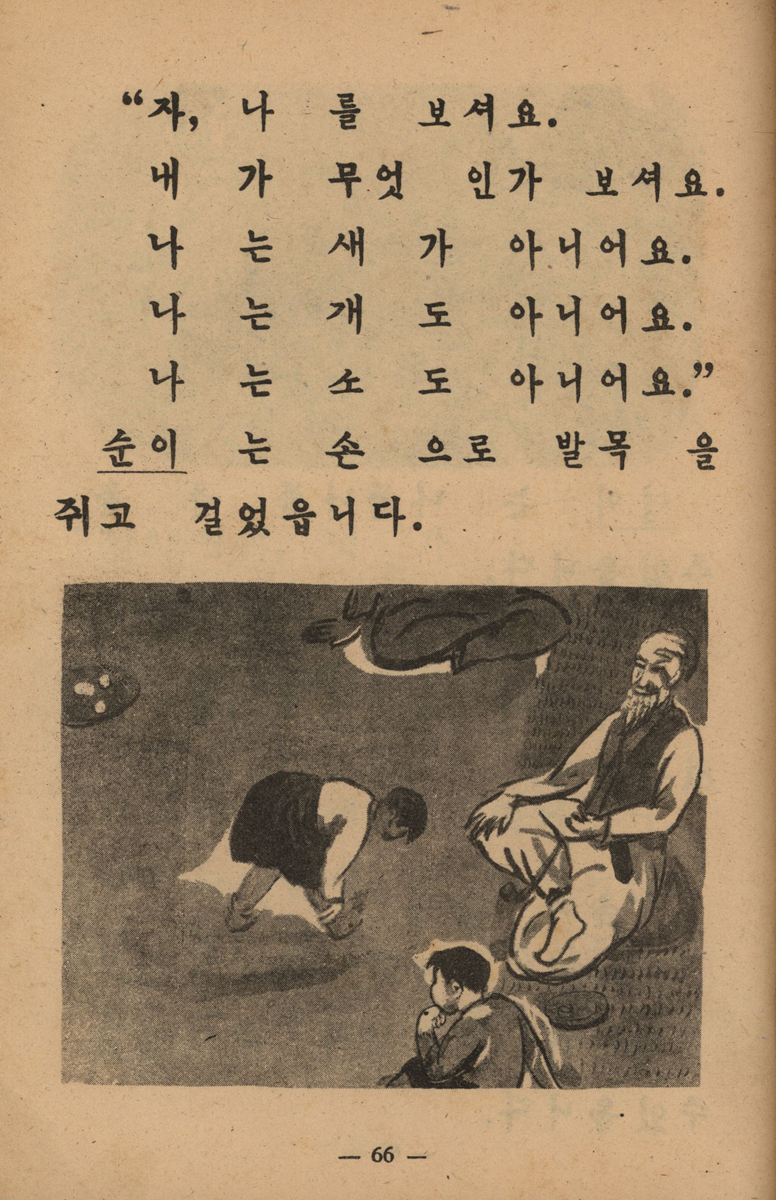 “자, 나 를 보셔요.
내 가 무엇 인가 보셔요.
나 는 새 가 아니어요.
나 는 개 도 아니어요.
나 는 소 도 아니어요.”
순이 는 손 으로 발목 을
쥐고 걸었읍니다.
— 66 —